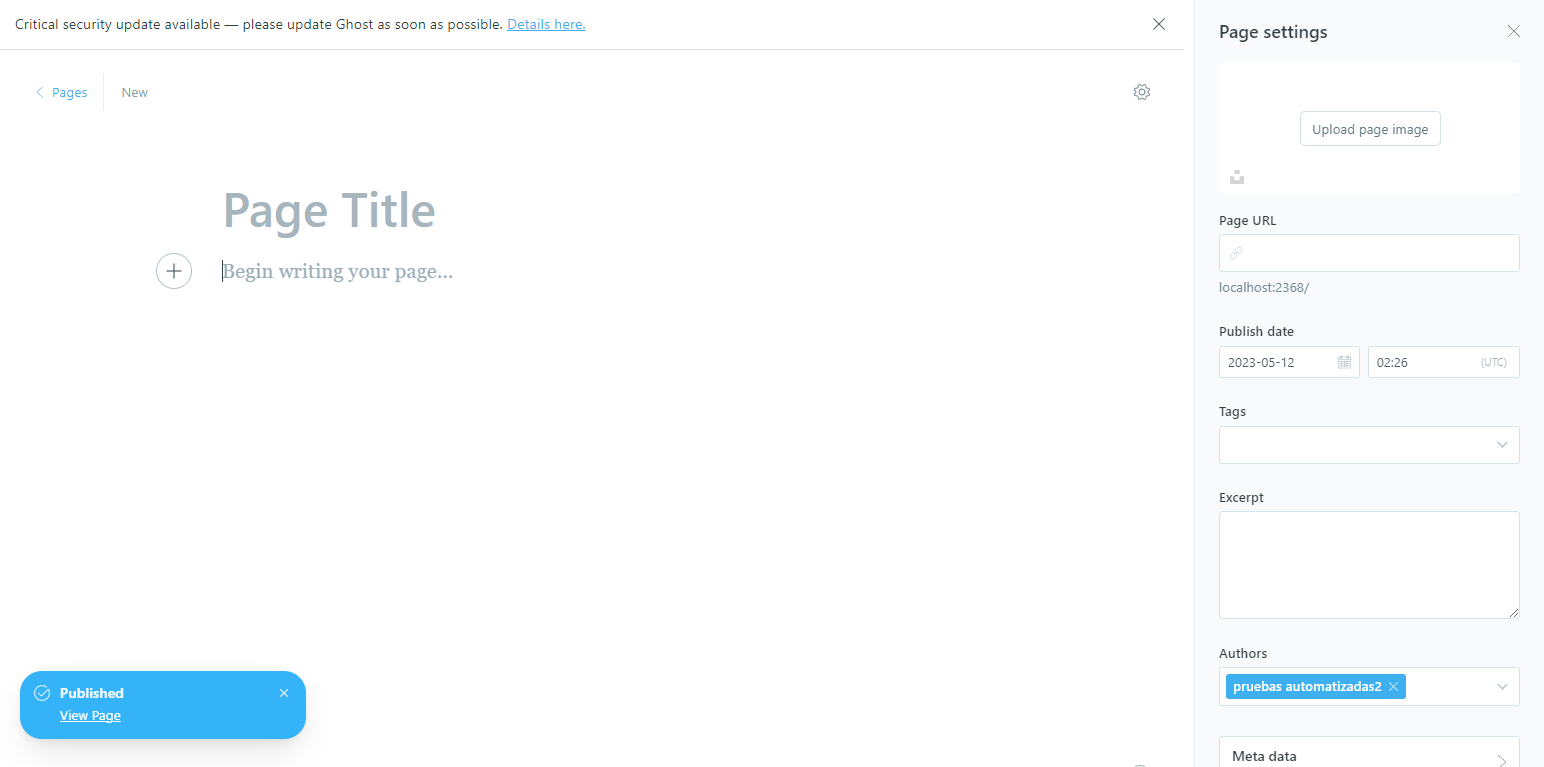 Critical security update available — please update Ghost as soon as possible. Details here.
Pages
New
Page Title
Begin writing your page...
Published
View Page
Page settings
Upload page image
Page URL
localhost:2368/
Publish date
2023-05-12
02:26
(UTC)
Tags
Excerpt
Authors
pruebas automatizadas2
Meta data